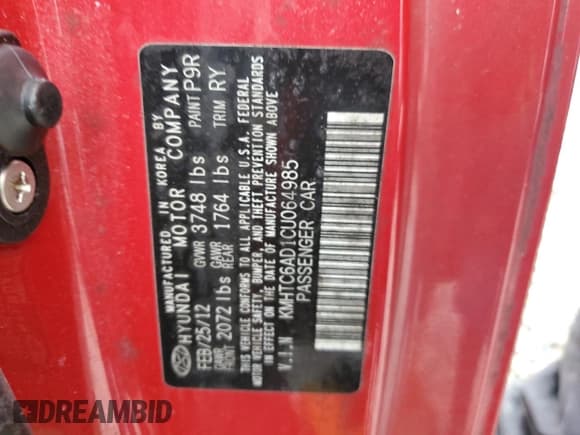 MANUFACTURED IN KOREA BY
HYUNDAI MOTOR COMPANY
FEB/25/12 GVWR 3748 lbs PAINT P9R
GAWR FRONT 2072 lbs GAWR REAR 1764 lbs TRIM RY
THIS VEHICLE CONFORMS TO ALL APPLICABLE U.S.A. FEDERAL
MOTOR VEHICLE SAFETY, BUMPER, AND THEFT PREVENTION STANDARDS
IN EFFECT ON THE DATE OF MANUFACTURE SHOWN ABOVE
V.I.N KMHTC6AD1CU064985
PASSENGER CAR
DREAMBID